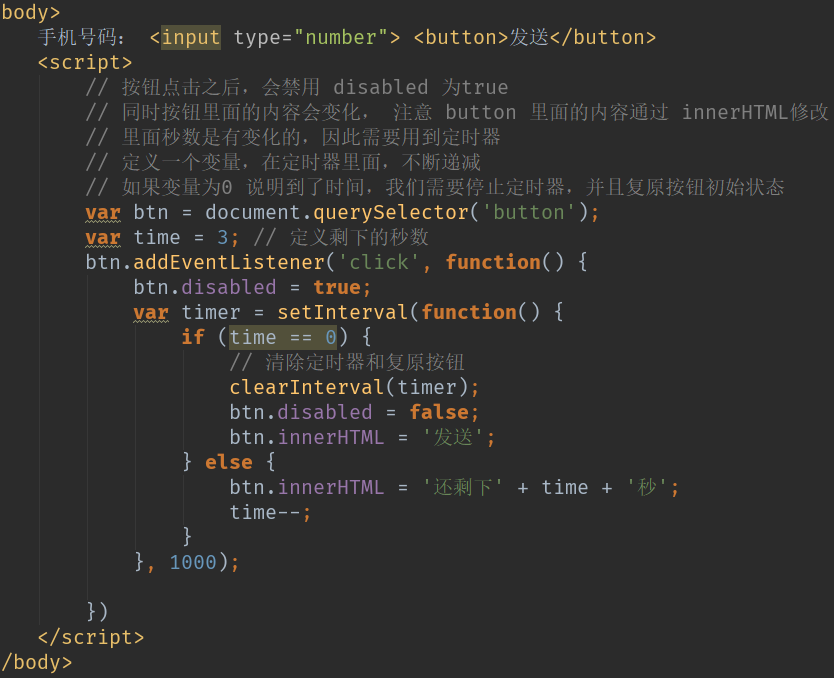 body>
手机号码： <input type="number"> <button>发送</button>
<script>
// 按钮点击之后，会禁用 disabled 为true
// 同时按钮里面的内容会变化， 注意 button 里面的内容通过 innerHTML修改
// 里面秒数是有变化的，因此需要用到定时器
// 定义一个变量，在定时器里面，不断递减
// 如果变量为0 说明到了时间，我们需要停止定时器，并且复原按钮初始状态
var btn = document.querySelector('button');
var time = 3; // 定义剩下的秒数
btn.addEventListener('click', function() {
btn.disabled = true;
var timer = setInterval(function() {
if (time == 0) {
// 清除定时器和复原按钮
clearInterval(timer);
btn.disabled = false;
btn.innerHTML = '发送';
} else {
btn.innerHTML = '还剩下' + time + '秒';
time--;
}
}, 1000);
})
</script>
/body>